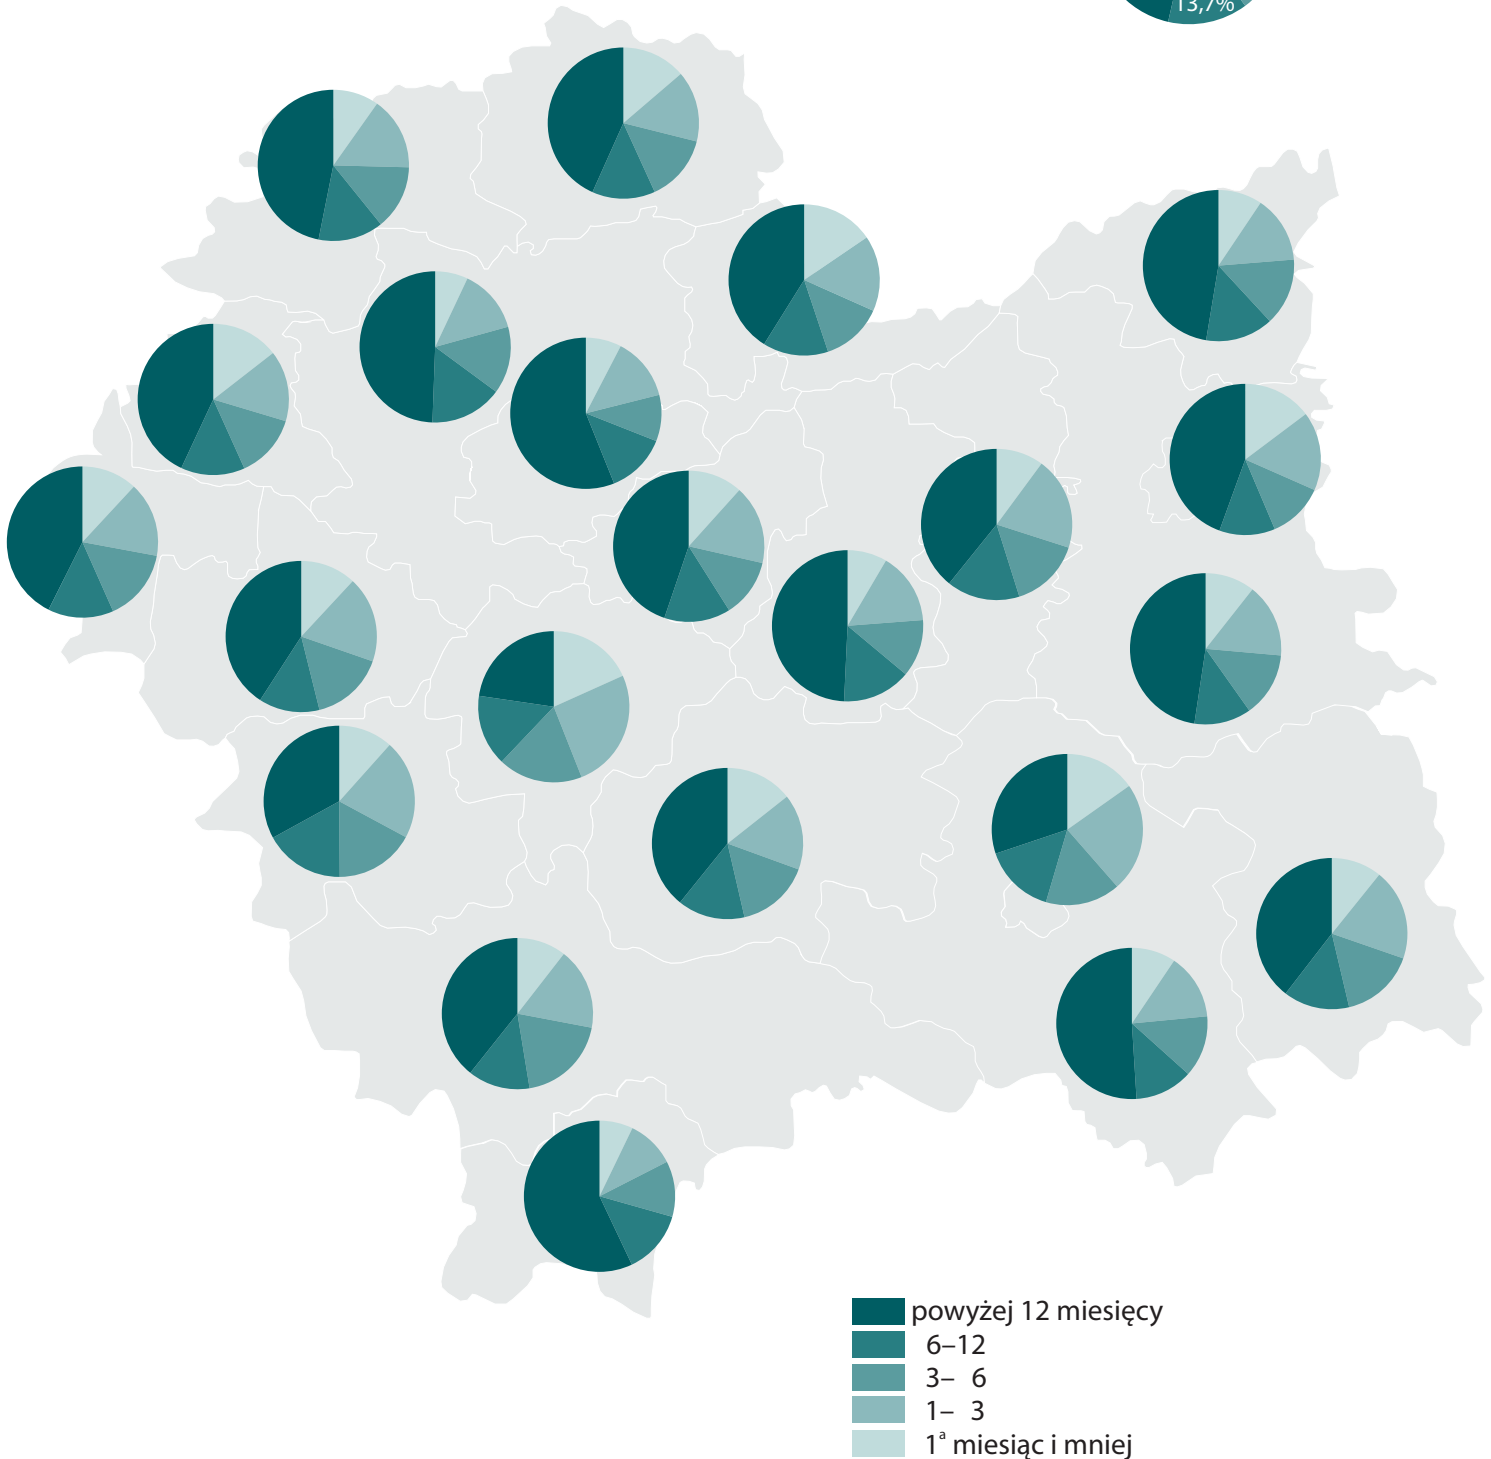 13,7%
powyżej 12 miesięcy
6–12
3– 6
1– 3
1ª miesiąc i mniej